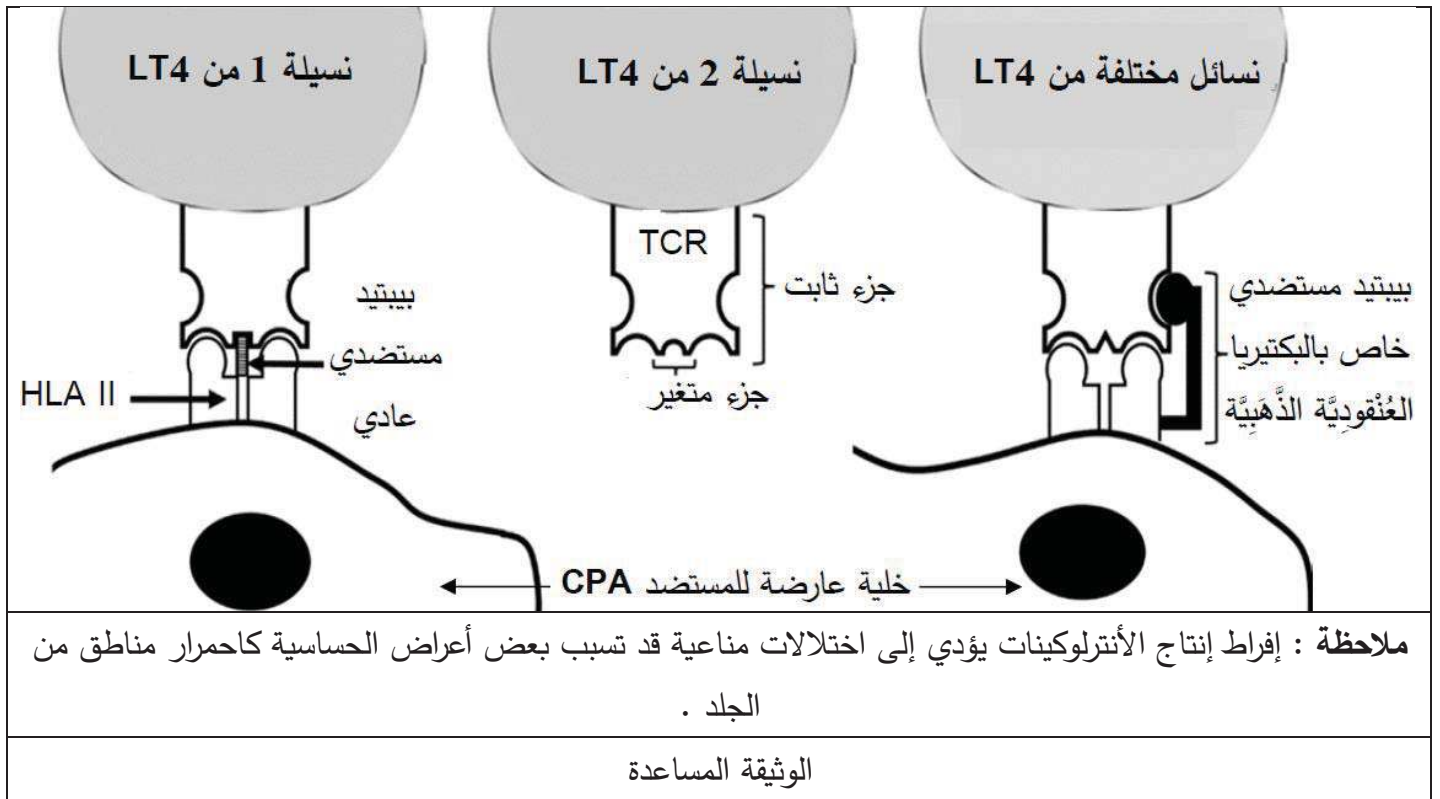 نسيلة 1 من LT4
نسيلة 2 من LT4
نسائل مختلفة من LT4
TCR
جزء ثابت
جزء متغير
بيبتيد
مستضدي
عادي
HLA II
بيبتيد مستضدي
خاص بالبكتيريا
العُنْقودِيَّة الذَّهَبِيَّة
خلية عارضة للمستضد CPA
ملاحظة : إفراط إنتاج الأنترلوكينات يؤدي إلى اختلالات مناعية قد تسبب بعض أعراض الحساسية كاحمرار مناطق من
الجلد .
الوثيقة المساعدة